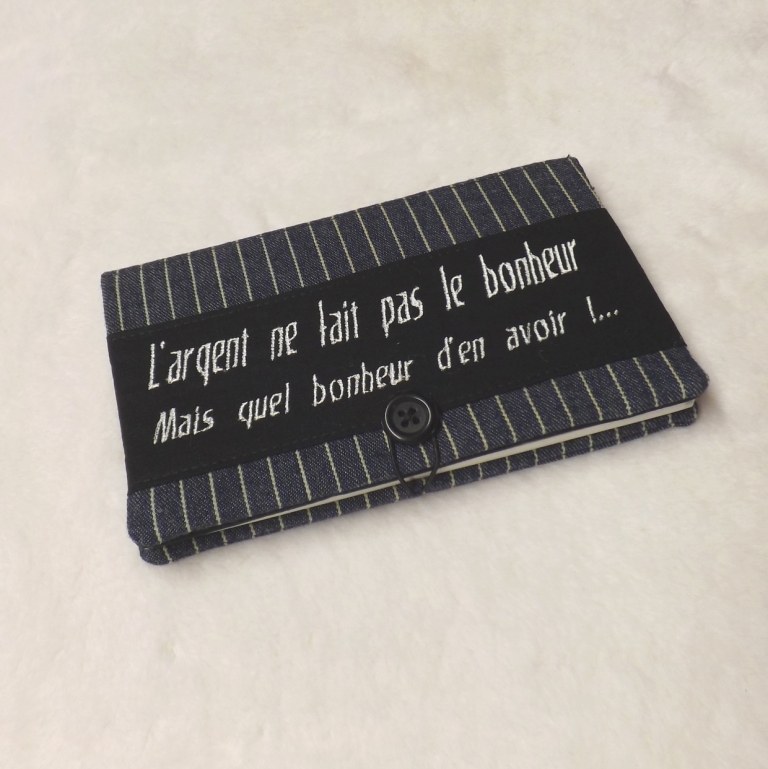 L'argent ne fait pas le bonheur
Mais quel bonheur d'en avoir !...